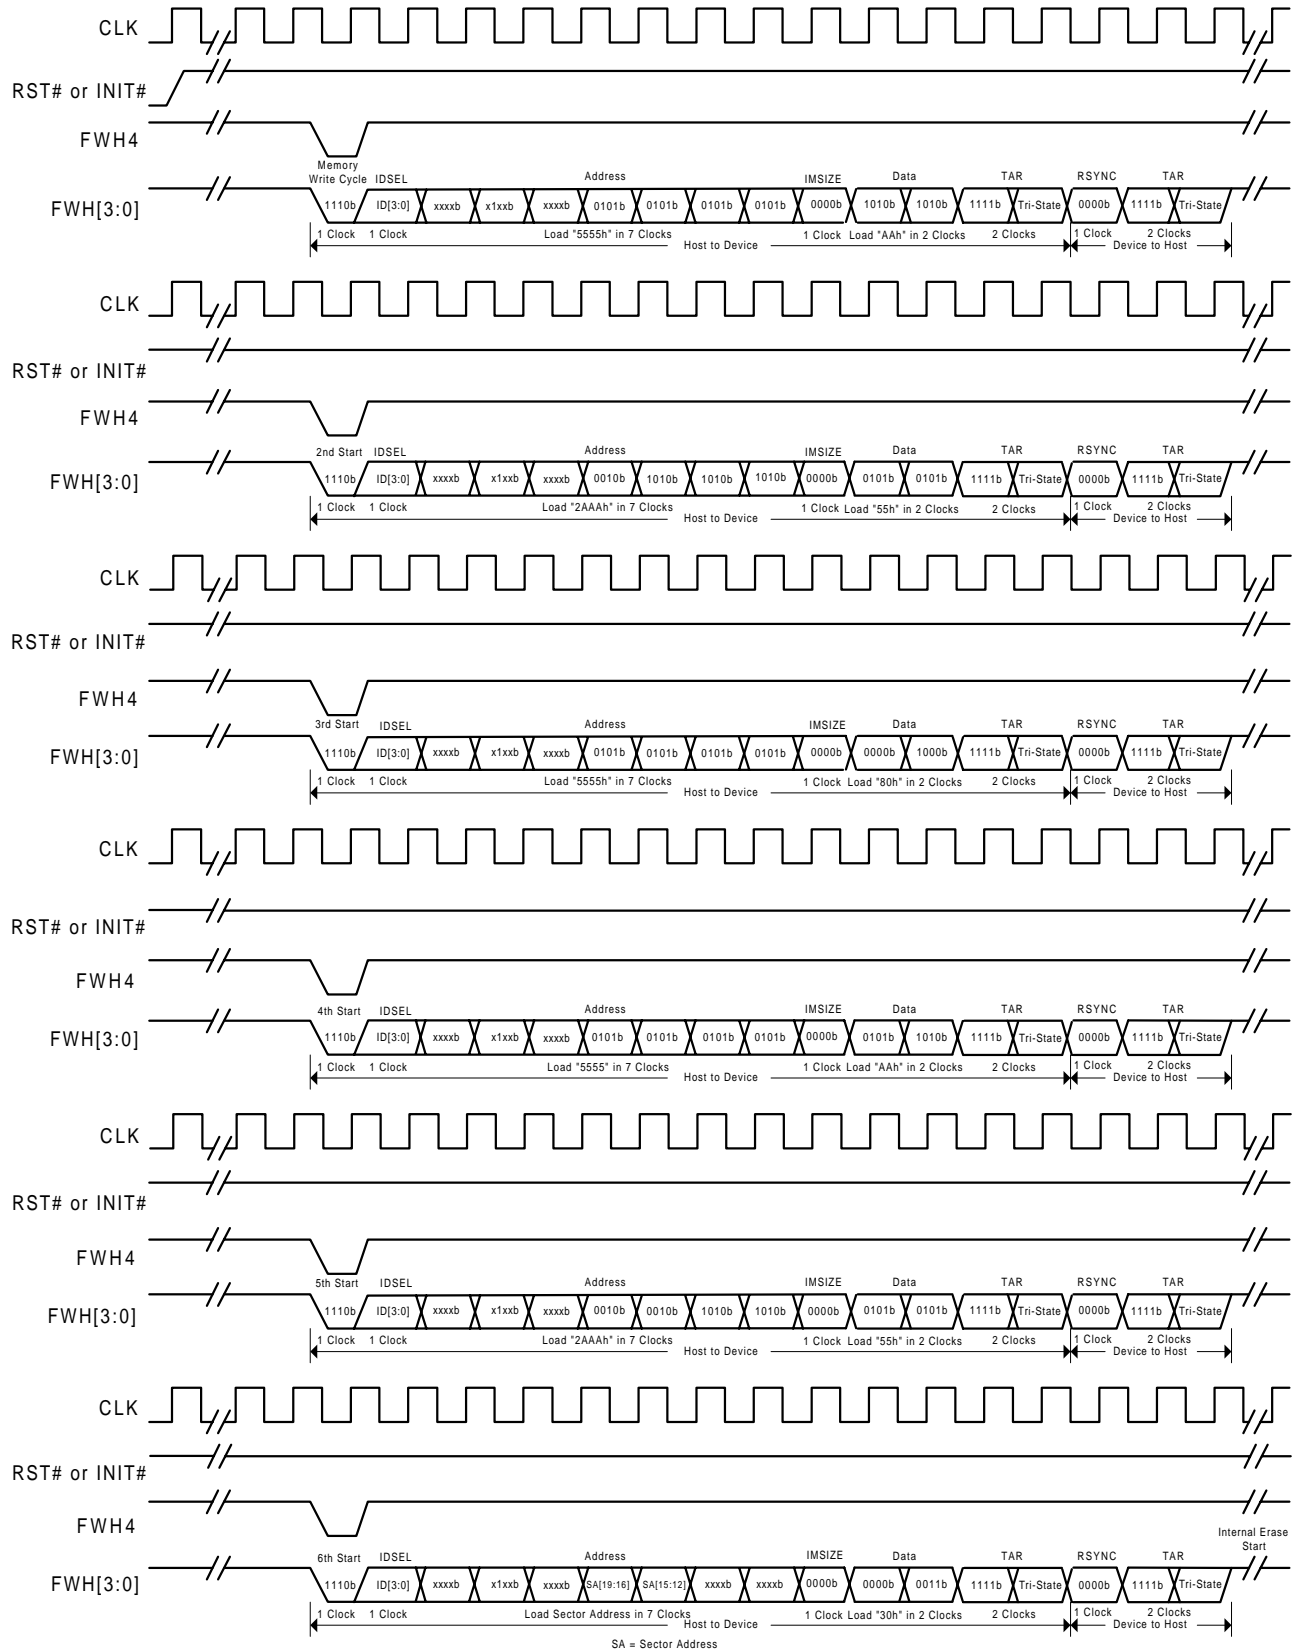 CLK
RST# or INIT#
FWH4
Memory
Write Cycle IDSEL Address IMSIZE Data TAR RSYNC TAR
FWH[3:0] 1110b ID[3:0] xxxxb x1xxb xxxxb 0101b 0101b 0101b 0101b 0000b 1010b 1010b 1111b Tri-State 0000b 1111b Tri-State
1 Clock 1 Clock Load "5555h" in 7 Clocks 1 Clock Load "AAh" in 2 Clocks 2 Clocks 1 Clock 2 Clocks
Host to Device Device to Host
CLK
RST# or INIT#
FWH4
2nd Start IDSEL Address IMSIZE Data TAR RSYNC TAR
FWH[3:0] 1110b ID[3:0] xxxxb x1xxb xxxxb 0010b 1010b 1010b 1010b 0000b 0101b 0101b 1111b Tri-State 0000b 1111b Tri-State
1 Clock 1 Clock Load "2AAAh" in 7 Clocks 1 Clock Load "55h" in 2 Clocks 2 Clocks 1 Clock 2 Clocks
Host to Device Device to Host
CLK
RST# or INIT#
FWH4
3rd Start IDSEL Address IMSIZE Data TAR RSYNC TAR
FWH[3:0] 1110b ID[3:0] xxxxb x1xxb xxxxb 0101b 0101b 0101b 0101b 0000b 0000b 1000b 1111b Tri-State 0000b 1111b Tri-State
1 Clock 1 Clock Load "5555h" in 7 Clocks 1 Clock Load "80h" in 2 Clocks 2 Clocks 1 Clock 2 Clocks
Host to Device Device to Host
CLK
RST# or INIT#
FWH4
4th Start IDSEL Address IMSIZE Data TAR RSYNC TAR
FWH[3:0] 1110b ID[3:0] xxxxb x1xxb xxxxb 0101b 0101b 0101b 0101b 0000b 0101b 1010b 1111b Tri-State 0000b 1111b Tri-State
1 Clock 1 Clock Load "5555" in 7 Clocks 1 Clock Load "AAh" in 2 Clocks 2 Clocks 1 Clock 2 Clocks
Host to Device Device to Host
CLK
RST# or INIT#
FWH4
5th Start IDSEL Address IMSIZE Data TAR RSYNC TAR
FWH[3:0] 1110b ID[3:0] xxxxb x1xxb xxxxb 0010b 0010b 1010b 1010b 0000b 0101b 0101b 1111b Tri-State 0000b 1111b Tri-State
1 Clock 1 Clock Load "2AAAh" in 7 Clocks 1 Clock Load "55h" in 2 Clocks 2 Clocks 1 Clock 2 Clocks
Host to Device Device to Host
CLK
RST# or INIT#
FWH4
Internal Erase
Start
6th Start IDSEL Address IMSIZE Data TAR RSYNC TAR
FWH[3:0] 1110b ID[3:0] xxxxb x1xxb xxxxb SA[19:16] SA[15:12] xxxxb xxxxb 0000b 0000b 0011b 1111b Tri-State 0000b 1111b Tri-State
1 Clock 1 Clock Load Sector Address in 7 Clocks 1 Clock Load "30h" in 2 Clocks 2 Clocks 1 Clock 2 Clocks
Host to Device Device to Host
SA = Sector Address